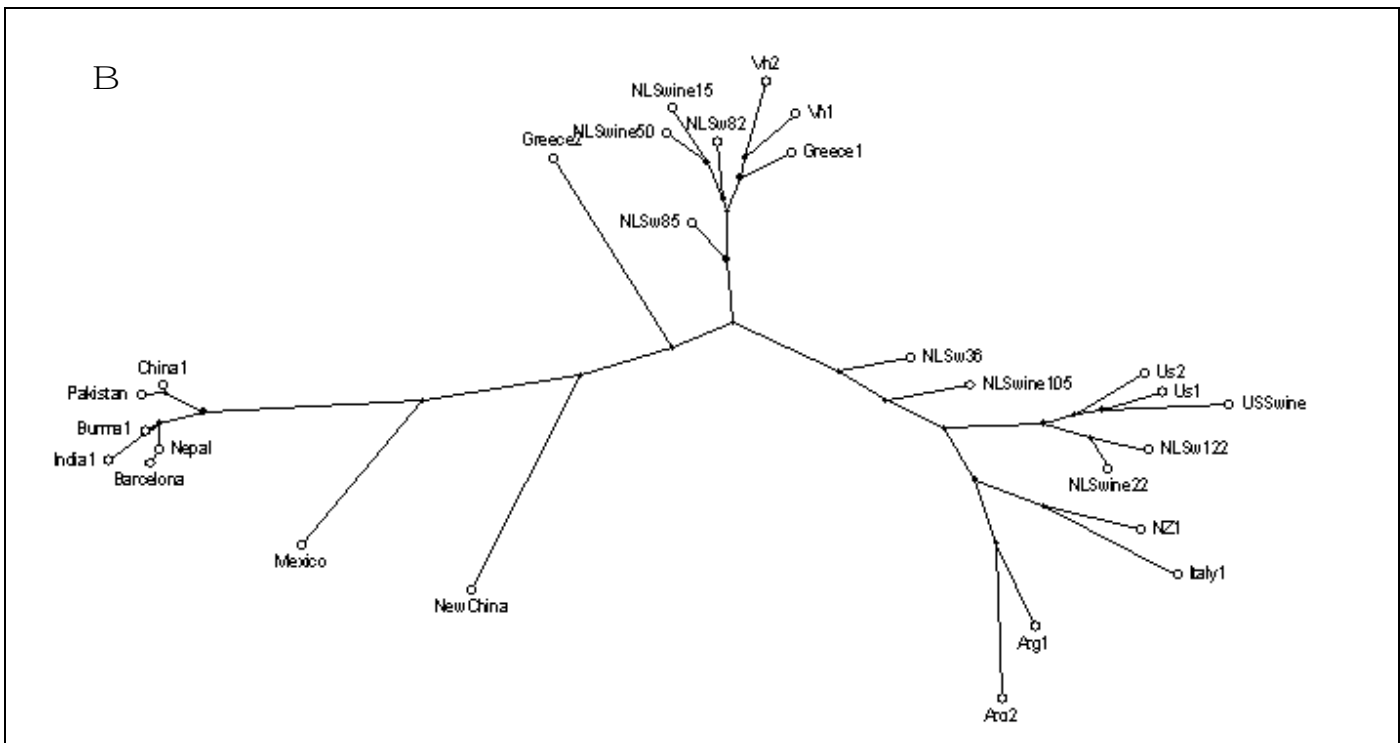 B
Vh2
NLSwine15
Vh1
NLSw82
NLSwine50
Greece2
Greece1
NLSw85
China1
Pakistan
Burma1
Nepal
India1
Barcelona
Mexico
New China
NLSw36
NLSwine105
Us2
Us1
USSwine
NLSw122
NLSwine22
NZ1
Italy1
Arg1
Arg2